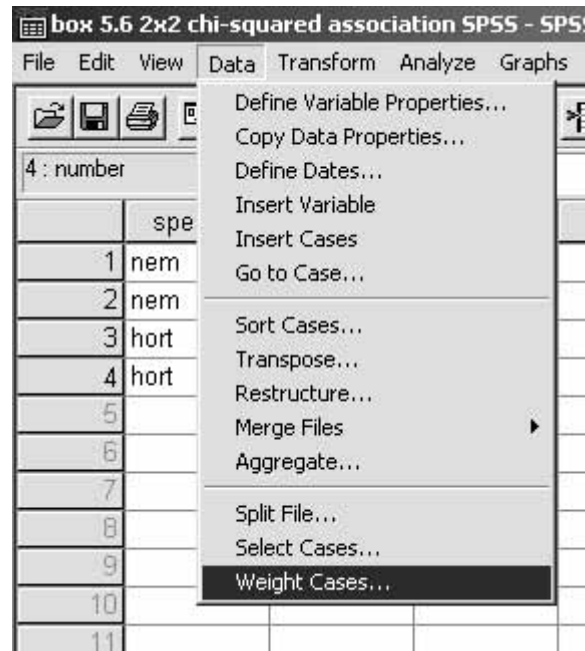 box 5.6 2x2 chi-squared association SPSS - SPSS
File Edit View Data Transform Analyze Graphs
4 : number
Define Variable Properties...
Copy Data Properties...
Define Dates...
Insert Variable
Insert Cases
Go to Case...
Sort Cases...
Transpose...
Restructure...
Merge Files
Aggregate...
Split File...
Select Cases...
Weight Cases...
spe
1 nem
2 nem
3 hort
4 hort
5
6
7
8
9
10
11